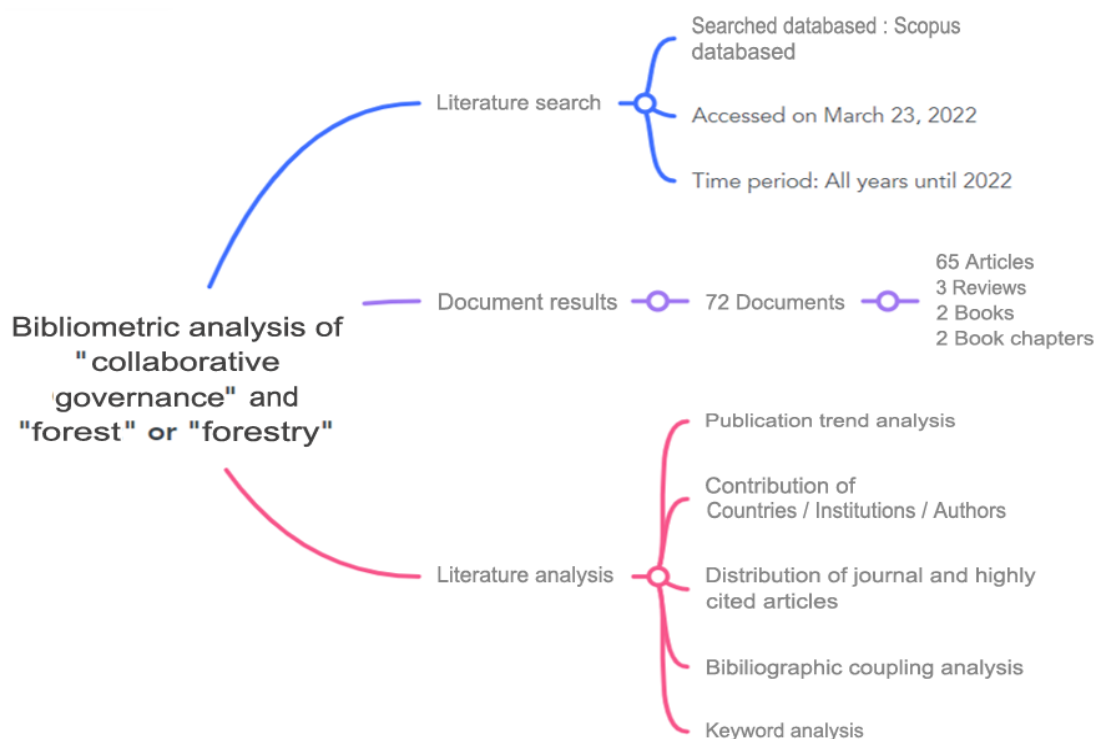 Bibliometric analysis of
"collaborative
governance" and
"forest" or "forestry"
Literature search
Searched databased : Scopus
databased
Accessed on March 23, 2022
Time period: All years until 2022
Document results
72 Documents
65 Articles
3 Reviews
2 Books
2 Book chapters
Literature analysis
Publication trend analysis
Contribution of
Countries / Institutions / Authors
Distribution of journal and highly
cited articles
Bibiliographic coupling analysis
Keyword analysis